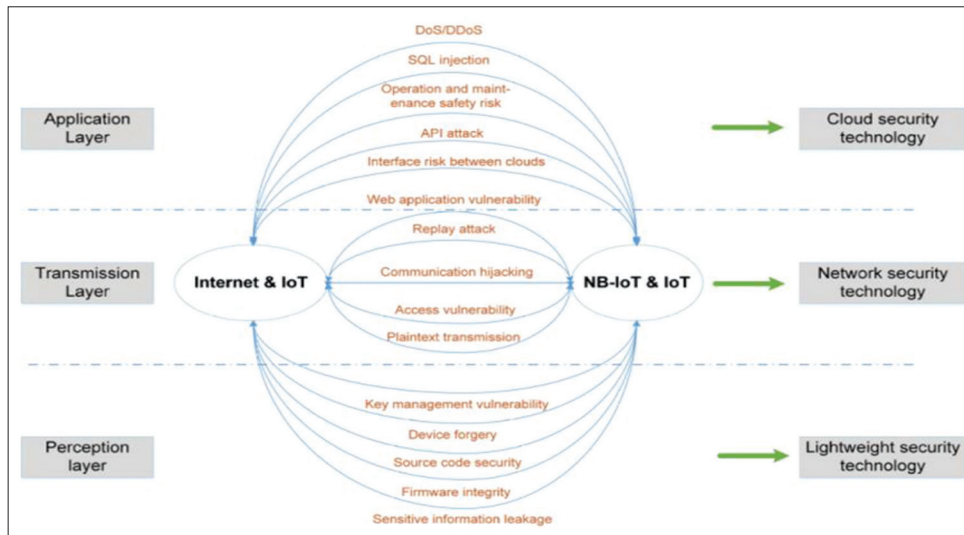 DoS/DDoS
SQL injection
Operation and maint-
enance safety risk
API attack
Interface risk between clouds
Application
Layer
Cloud security
technology
Web application vulnerability
Replay attack
Communication hijacking
Access vulnerability
Plaintext transmission
Transmission
Layer
Internet & IoT
NB-IoT & IoT
Network security
technology
Key management vulnerability
Device forgery
Source code security
Firmware integrity
Sensitive information leakage
Perception
layer
Lightweight security
technology